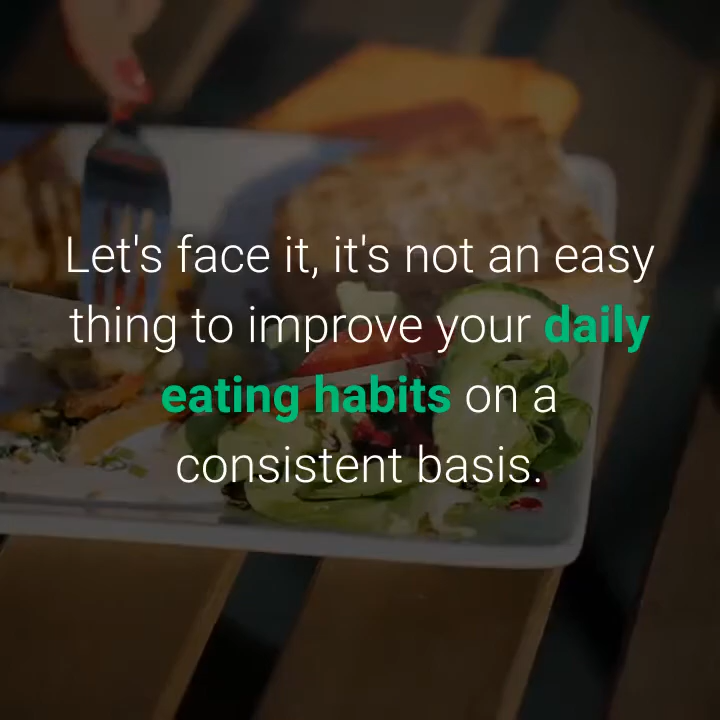 Let's face it, it's not an easy
thing to improve your daily
eating habits on a
consistent basis.